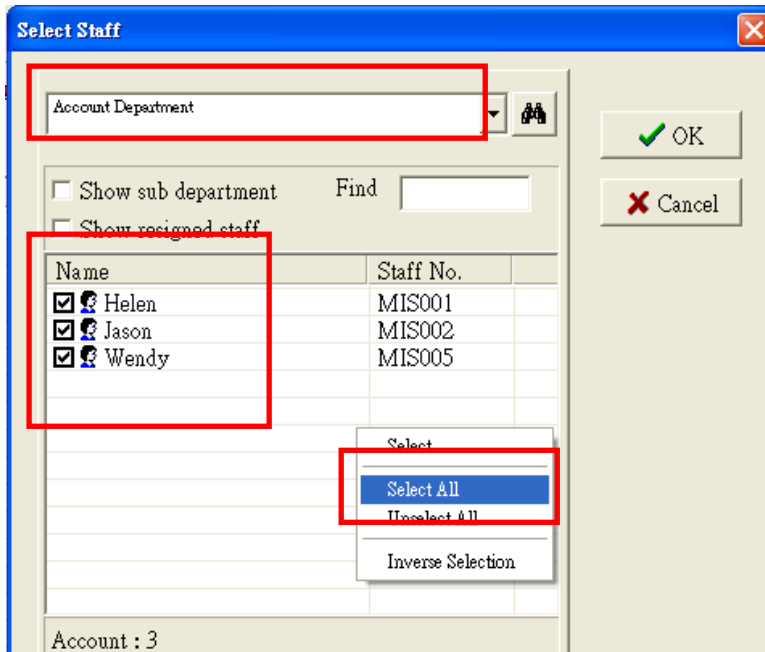 Select Staff
Account Department
OK
Show sub department Find
Cancel
Show resigned staff
Name Staff No.
Helen MIS001
Jason MIS002
Wendy MIS005
Select
Select All
Unselect All
Inverse Selection
Account : 3